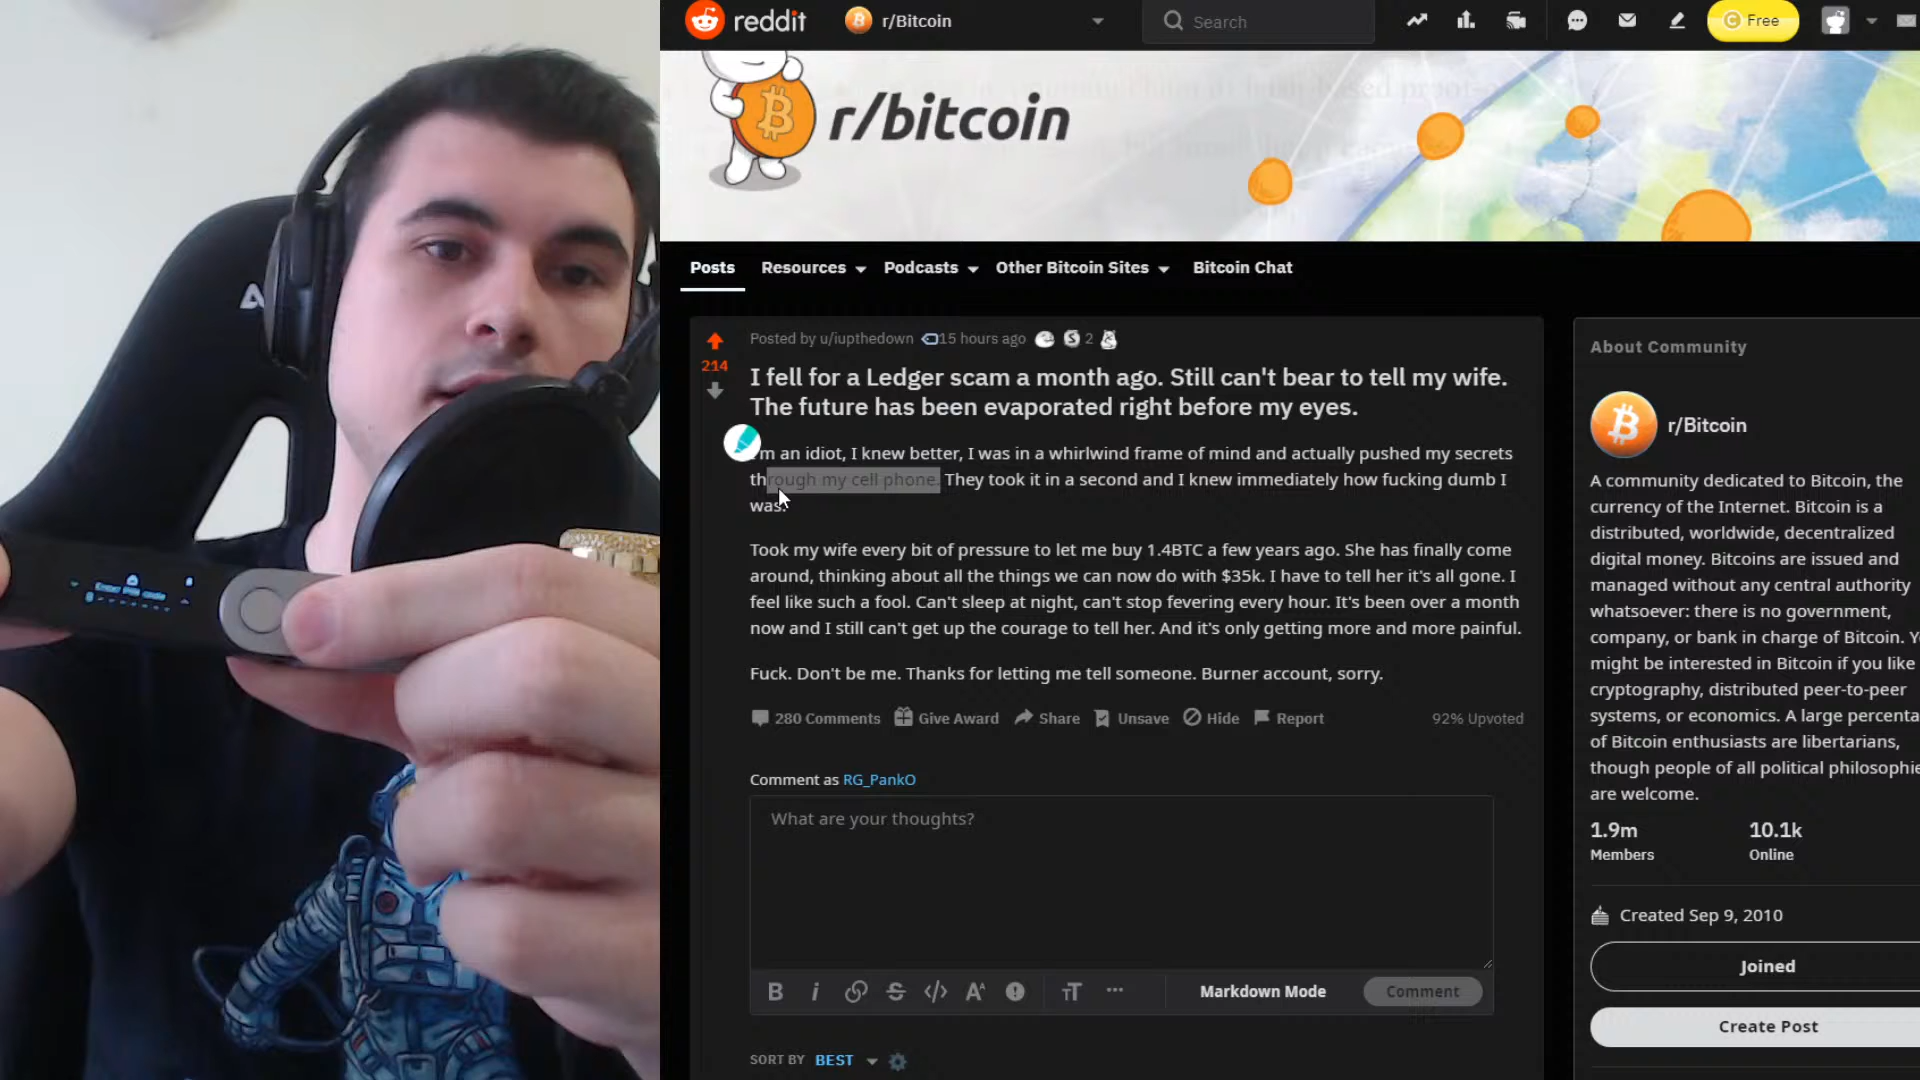 reddit
r/Bitcoin
Search
Free
r/bitcoin
Posts
Resources
Podcasts
Other Bitcoin Sites
Bitcoin Chat
214
Posted by u/iupthedown 15 hours ago
2
I fell for a Ledger scam a month ago. Still can't bear to tell my wife.
The future has been evaporated right before my eyes.
I'm an idiot, I knew better, I was in a whirlwind frame of mind and actually pushed my secrets
through my cell phone. They took it in a second and I knew immediately how fucking dumb I
was.
Took my wife every bit of pressure to let me buy 1.4BTC a few years ago. She has finally come
around, thinking about all the things we can now do with $35k. I have to tell her it's all gone. I
feel like such a fool. Can't sleep at night, can't stop fevering every hour. It's been over a month
now and I still can't get up the courage to tell her. And it's only getting more and more painful.
Fuck. Don't be me. Thanks for letting me tell someone. Burner account, sorry.
280 Comments Give Award Share Unsave Hide Report
92% Upvoted
Comment as RG_PankO
What are your thoughts?
Markdown Mode
Comment
SORT BY BEST
About Community
r/Bitcoin
A community dedicated to Bitcoin, the
currency of the Internet. Bitcoin is a
distributed, worldwide, decentralized
digital money. Bitcoins are issued and
managed without any central authority
whatsoever: there is no government,
company, or bank in charge of Bitcoin. Y
might be interested in Bitcoin if you like
cryptography, distributed peer-to-peer
systems, or economics. A large percenta
of Bitcoin enthusiasts are libertarians,
though people of all political philosophie
are welcome.
1.9m
10.1k
Members
Online
Created Sep 9, 2010
Joined
Create Post
Enter PIN code